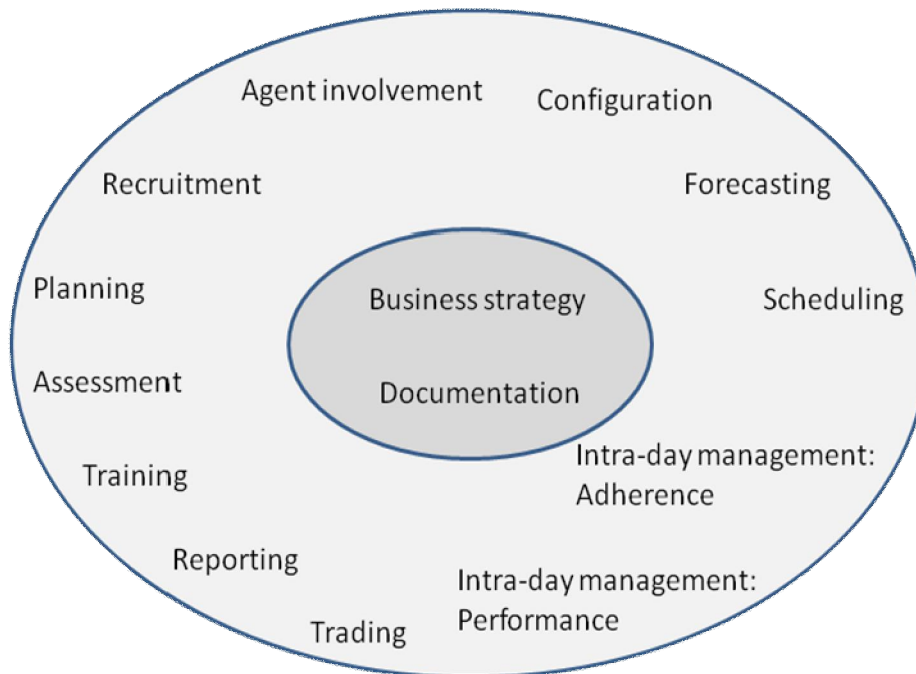 Agent involvement
Configuration
Recruitment
Forecasting
Planning
Business strategy
Scheduling
Assessment
Documentation
Training
Intra-day management:
Adherence
Reporting
Intra-day management:
Performance
Trading